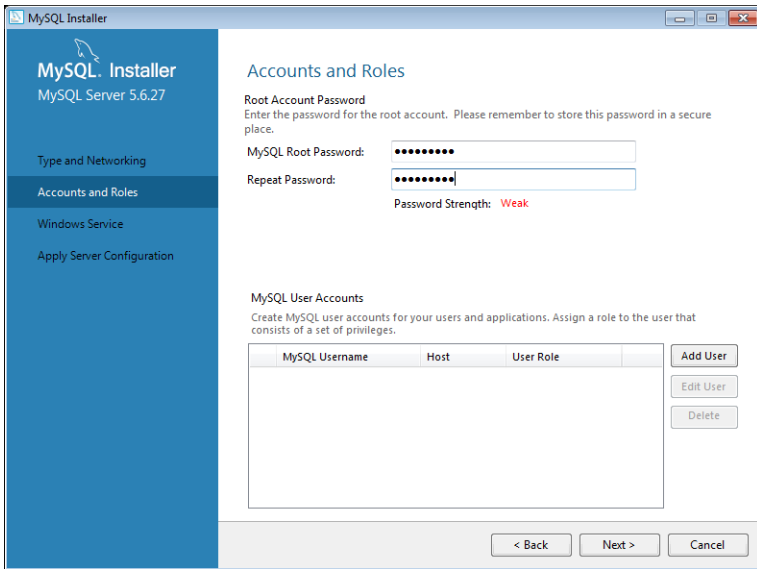 MySQL Installer
MySQL. Installer
MySQL Server 5.6.27
Type and Networking
Accounts and Roles
Windows Service
Apply Server Configuration
Accounts and Roles
Root Account Password
Enter the password for the root account. Please remember to store this password in a secure
place.
MySQL Root Password: ●●●●●●●●●
Repeat Password: ●●●●●●●●●
Password Strength: Weak
MySQL User Accounts
Create MySQL user accounts for your users and applications. Assign a role to the user that
consists of a set of privileges.
MySQL Username Host User Role
Add User
Edit User
Delete
< Back Next > Cancel